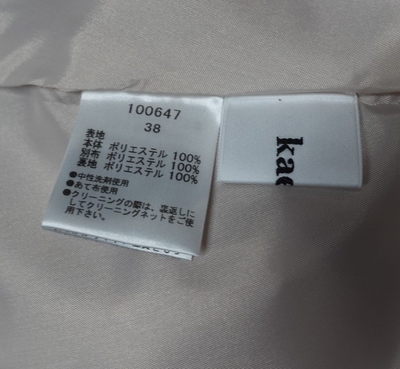 100647
38
表地
本体 ポリエステル 100%
別布 ポリエステル 100%
裏地 ポリエステル 100%
●中性洗剤使用
●あて布使用
●クリーニングの際は、裏返しに
してクリーニングネットをご使
用下さい。
kae